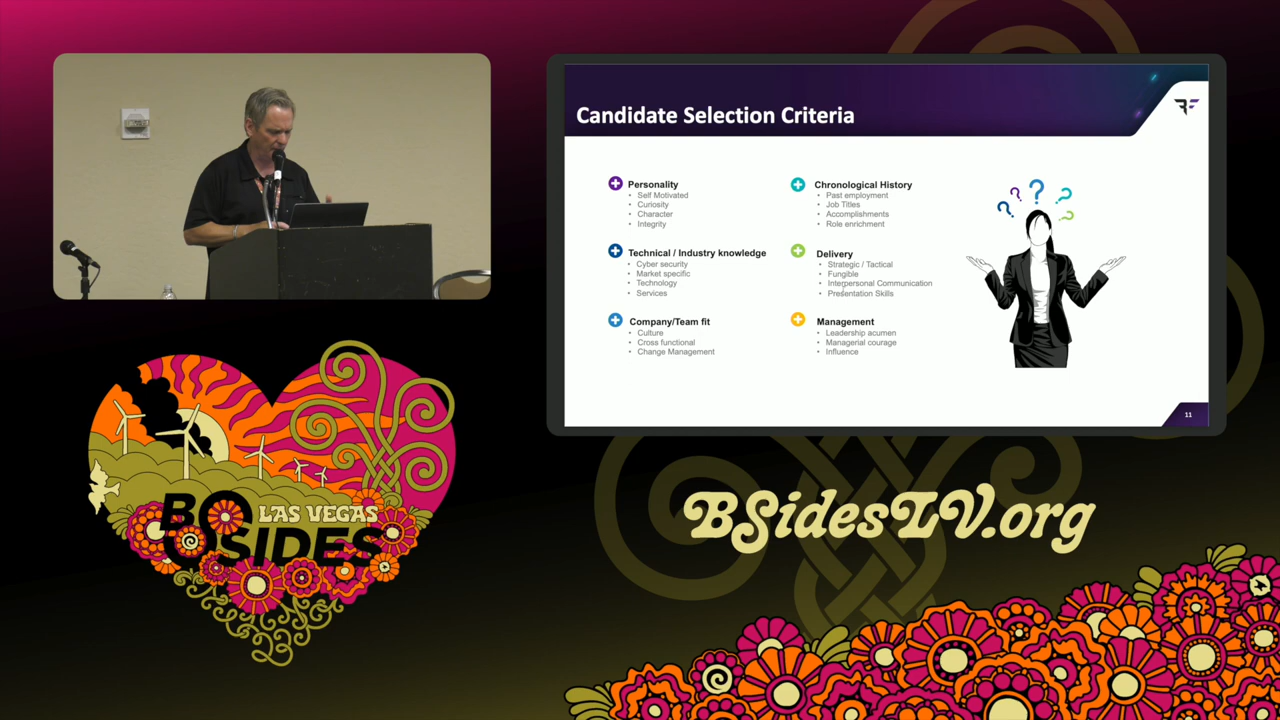 Candidate Selection Criteria
RF
Personality
• Self Motivated
• Curiosity
• Character
• Integrity
Technical / Industry knowledge
• Cyber security
• Market specific
• Technology
• Services
Company/Team fit
• Culture
• Cross functional
• Change Management
Chronological History
• Past employment
• Job Titles
• Accomplishments
• Role enrichment
Delivery
• Strategic / Tactical
• Fungible
• Interpersonal Communication
• Presentation Skills
Management
• Leadership acumen
• Managerial courage
• Influence
? ? ? ? ?
11
LAS VEGAS
BSIDES
23
BSidesLV.org